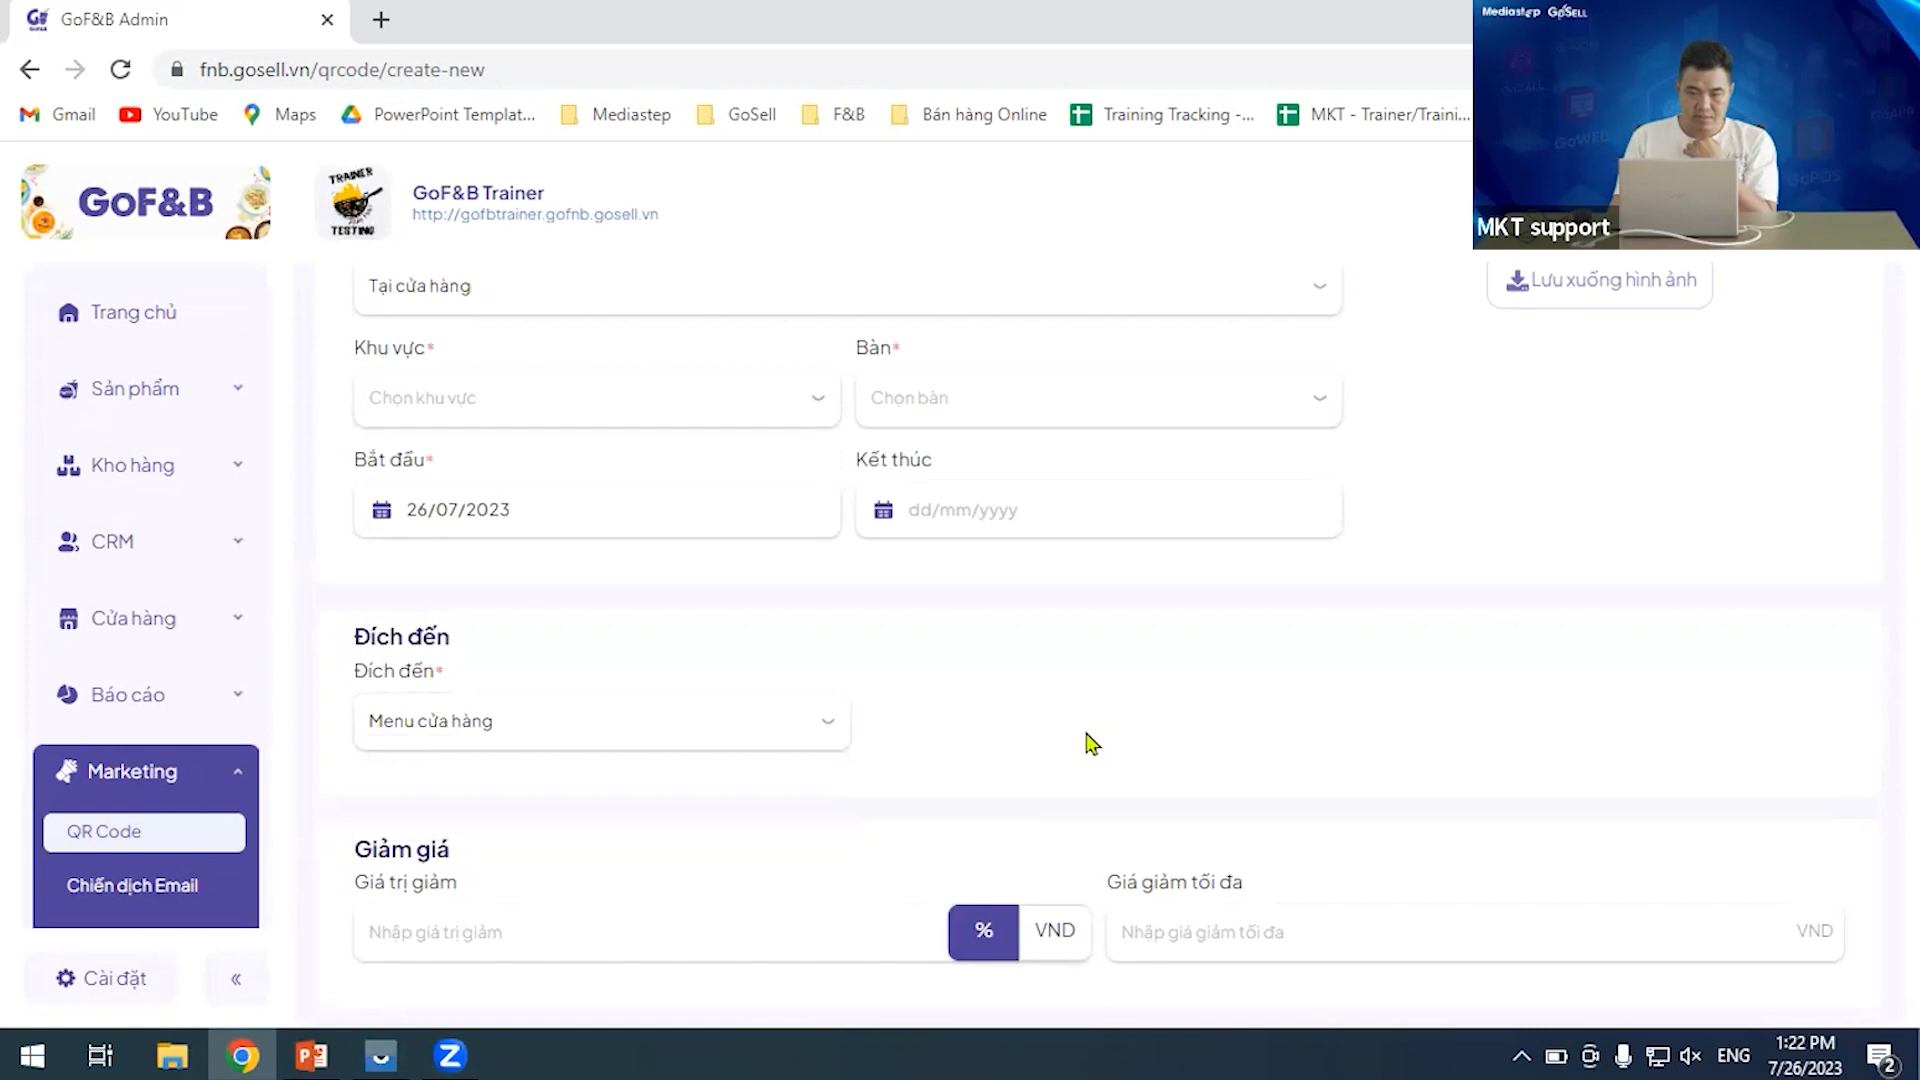 GoF&B Admin
fnb.gosell.vn/qrcode/create-new
Gmail
YouTube
Maps
PowerPoint Templat...
Mediastep
GoSell
F&B
Bán hàng Online
Training Tracking -...
MKT - Trainer/Traini...
Mediastep GoSELL
GoWEB
GoPOS
MKT support
GoF&B
TRAINER
TESTING
GoF&B Trainer
http://gofbtrainer.gofnb.gosell.vn
Trang chủ
Sản phẩm
Kho hàng
CRM
Cửa hàng
Báo cáo
Marketing
QR Code
Chiến dịch Email
Cài đặt
«
Tại cửa hàng
Lưu xuống hình ảnh
Khu vực*
Bàn*
Chọn khu vực
Chọn bàn
Bắt đầu*
Kết thúc
26/07/2023
dd/mm/yyyy
Đích đến
Đích đến*
Menu cửa hàng
Giảm giá
Giá trị giảm
Giá giảm tối đa
Nhập giá trị giảm
%
VND
Nhập giá giảm tối đa
VND
ENG
1:22 PM
7/26/2023
2